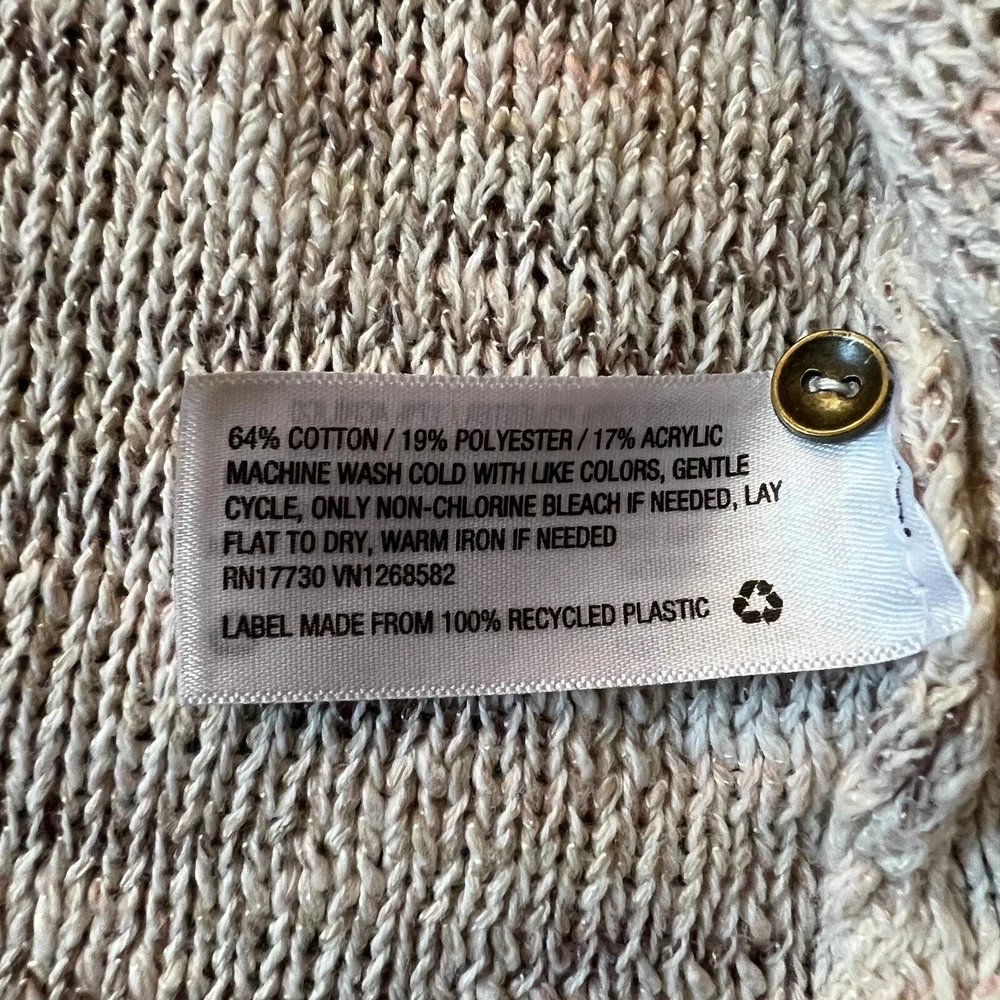 64% COTTON / 19% POLYESTER / 17% ACRYLIC
MACHINE WASH COLD WITH LIKE COLORS, GENTLE
CYCLE, ONLY NON-CHLORINE BLEACH IF NEEDED, LAY
FLAT TO DRY, WARM IRON IF NEEDED
RN17730 VN1268582
LABEL MADE FROM 100% RECYCLED PLASTIC